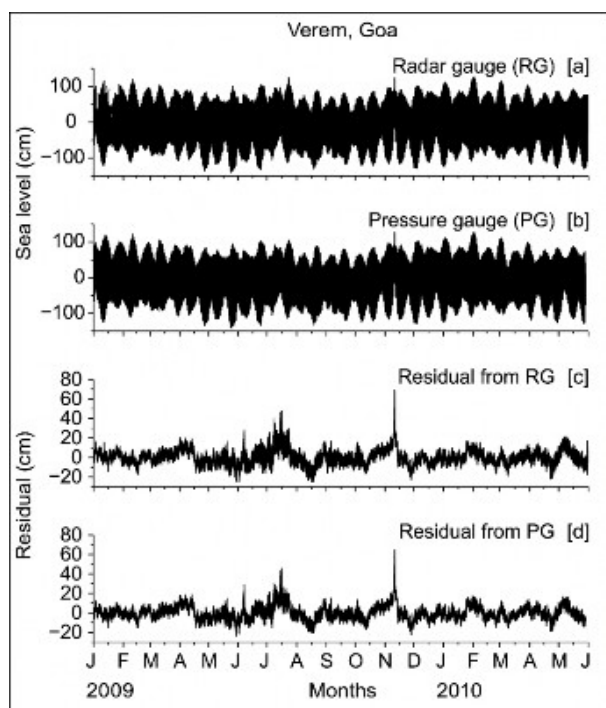 Verem, Goa
Radar gauge (RG) [a]
100
0
−100
Sea level (cm)
Pressure gauge (PG) [b]
100
0
−100
Residual from RG [c]
80
60
40
20
0
−20
Residual (cm)
Residual from PG [d]
80
60
40
20
0
−20
J F M A M J J A S O N D J F M A M J
2009 Months 2010